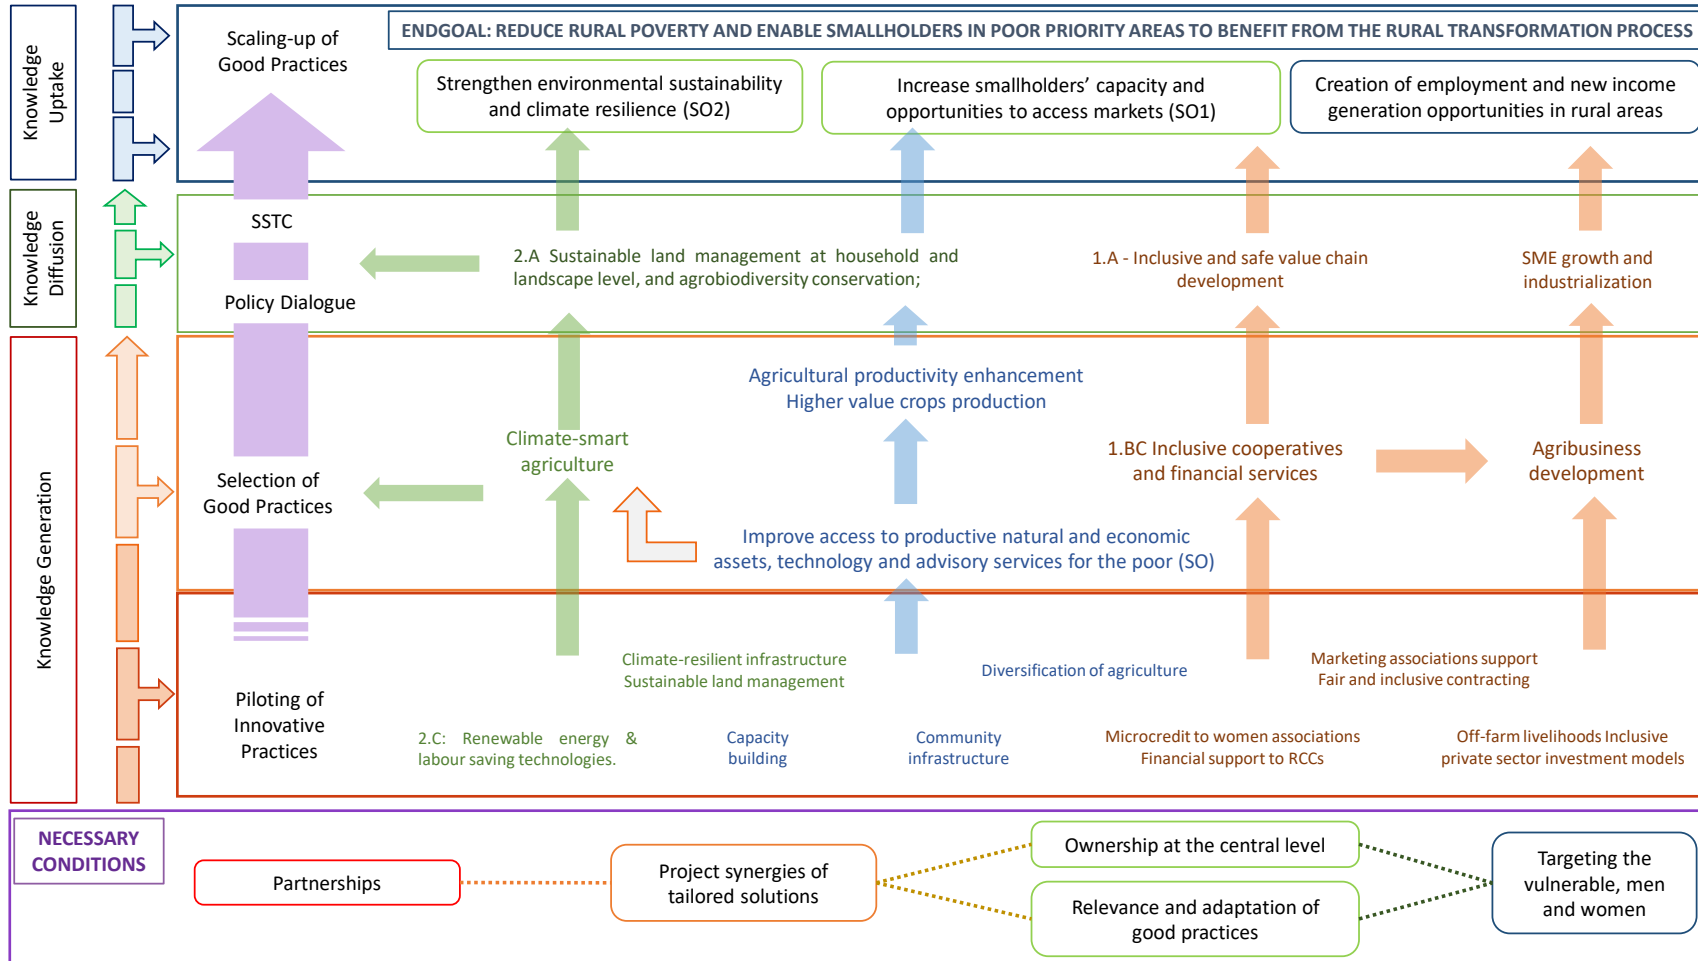 Knowledge
Uptake
Scaling-up of
Good Practices
ENDGOAL: REDUCE RURAL POVERTY AND ENABLE SMALLHOLDERS IN POOR PRIORITY AREAS TO BENEFIT FROM THE RURAL TRANSFORMATION PROCESS
Strengthen environmental sustainability
and climate resilience (SO2)
Increase smallholders’ capacity and
opportunities to access markets (SO1)
Creation of employment and new income
generation opportunities in rural areas
Knowledge
Diffusion
SSTC
Policy Dialogue
2.A Sustainable land management at household and
landscape level, and agrobiodiversity conservation;
1.A - Inclusive and safe value chain
development
SME growth and
industrialization
Knowledge Generation
Agricultural productivity enhancement
Higher value crops production
Climate-smart
agriculture
1.BC Inclusive cooperatives
and financial services
Agribusiness
development
Selection of
Good Practices
Improve access to productive natural and economic
assets, technology and advisory services for the poor (SO)
Piloting of
Innovative
Practices
Climate-resilient infrastructure
Sustainable land management
Diversification of agriculture
Marketing associations support
Fair and inclusive contracting
2.C: Renewable energy &
labour saving technologies.
Capacity
building
Community
infrastructure
Microcredit to women associations
Financial support to RCCs
Off-farm livelihoods Inclusive
private sector investment models
NECESSARY
CONDITIONS
Partnerships
Project synergies of
tailored solutions
Ownership at the central level
Relevance and adaptation of
good practices
Targeting the
vulnerable, men
and women